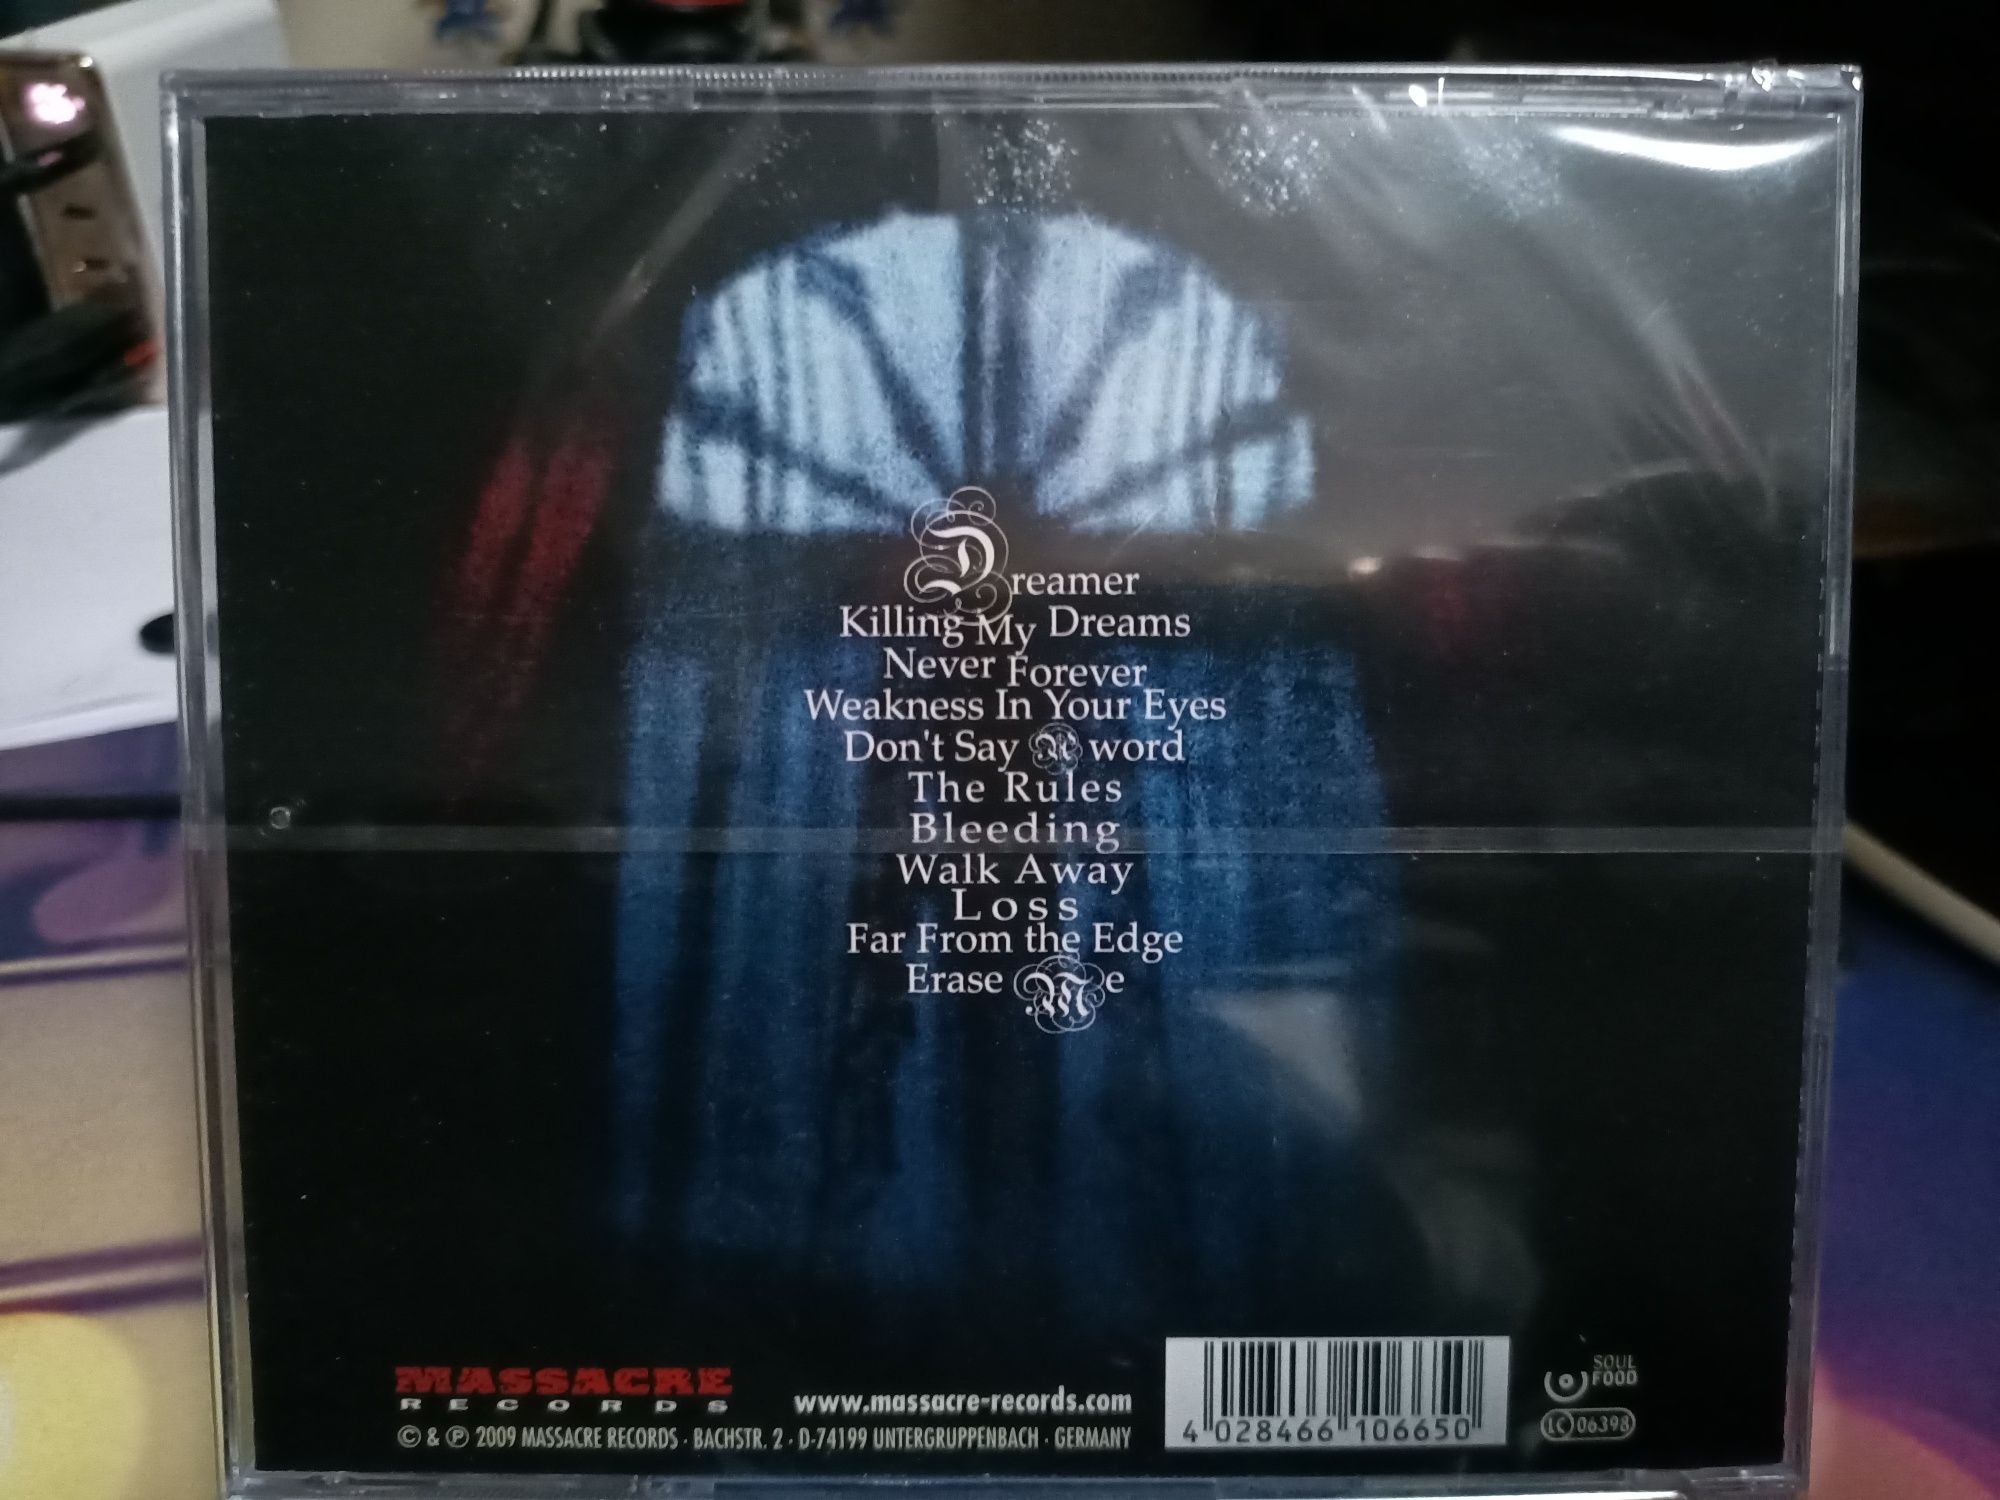 Dreamer
Killing My Dreams
Never Forever
Weakness In Your Eyes
Don't Say A word
The Rules
Bleeding
Walk Away
Loss
Far From the Edge
Erase Me
MASSACRE
RECORDS
www.massacre-records.com
© & ℗ 2009 MASSACRE RECORDS · BACHSTR. 2 · D-74199 UNTERGRUPPENBACH · GERMANY
4 028466 106650
SOUL
FOOD
LC 06398